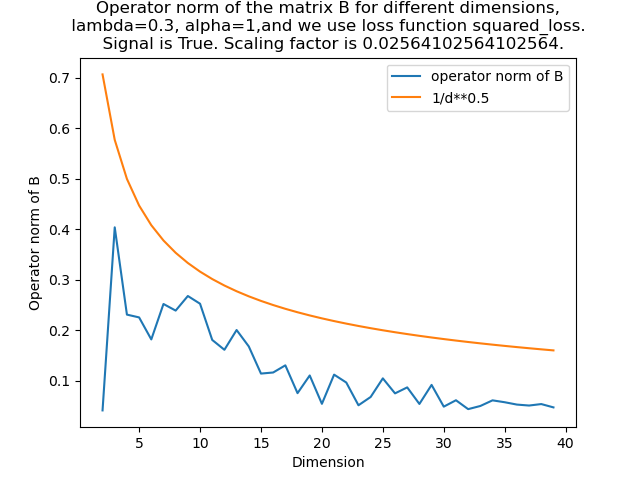 Operator norm of the matrix B for different dimensions,
lambda=0.3, alpha=1,and we use loss function squared_loss.
Signal is True. Scaling factor is 0.02564102564102564.
operator norm of B
1/d**0.5
Operator norm of B
0.7
0.6
0.5
0.4
0.3
0.2
0.1
5 10 15 20 25 30 35 40
Dimension